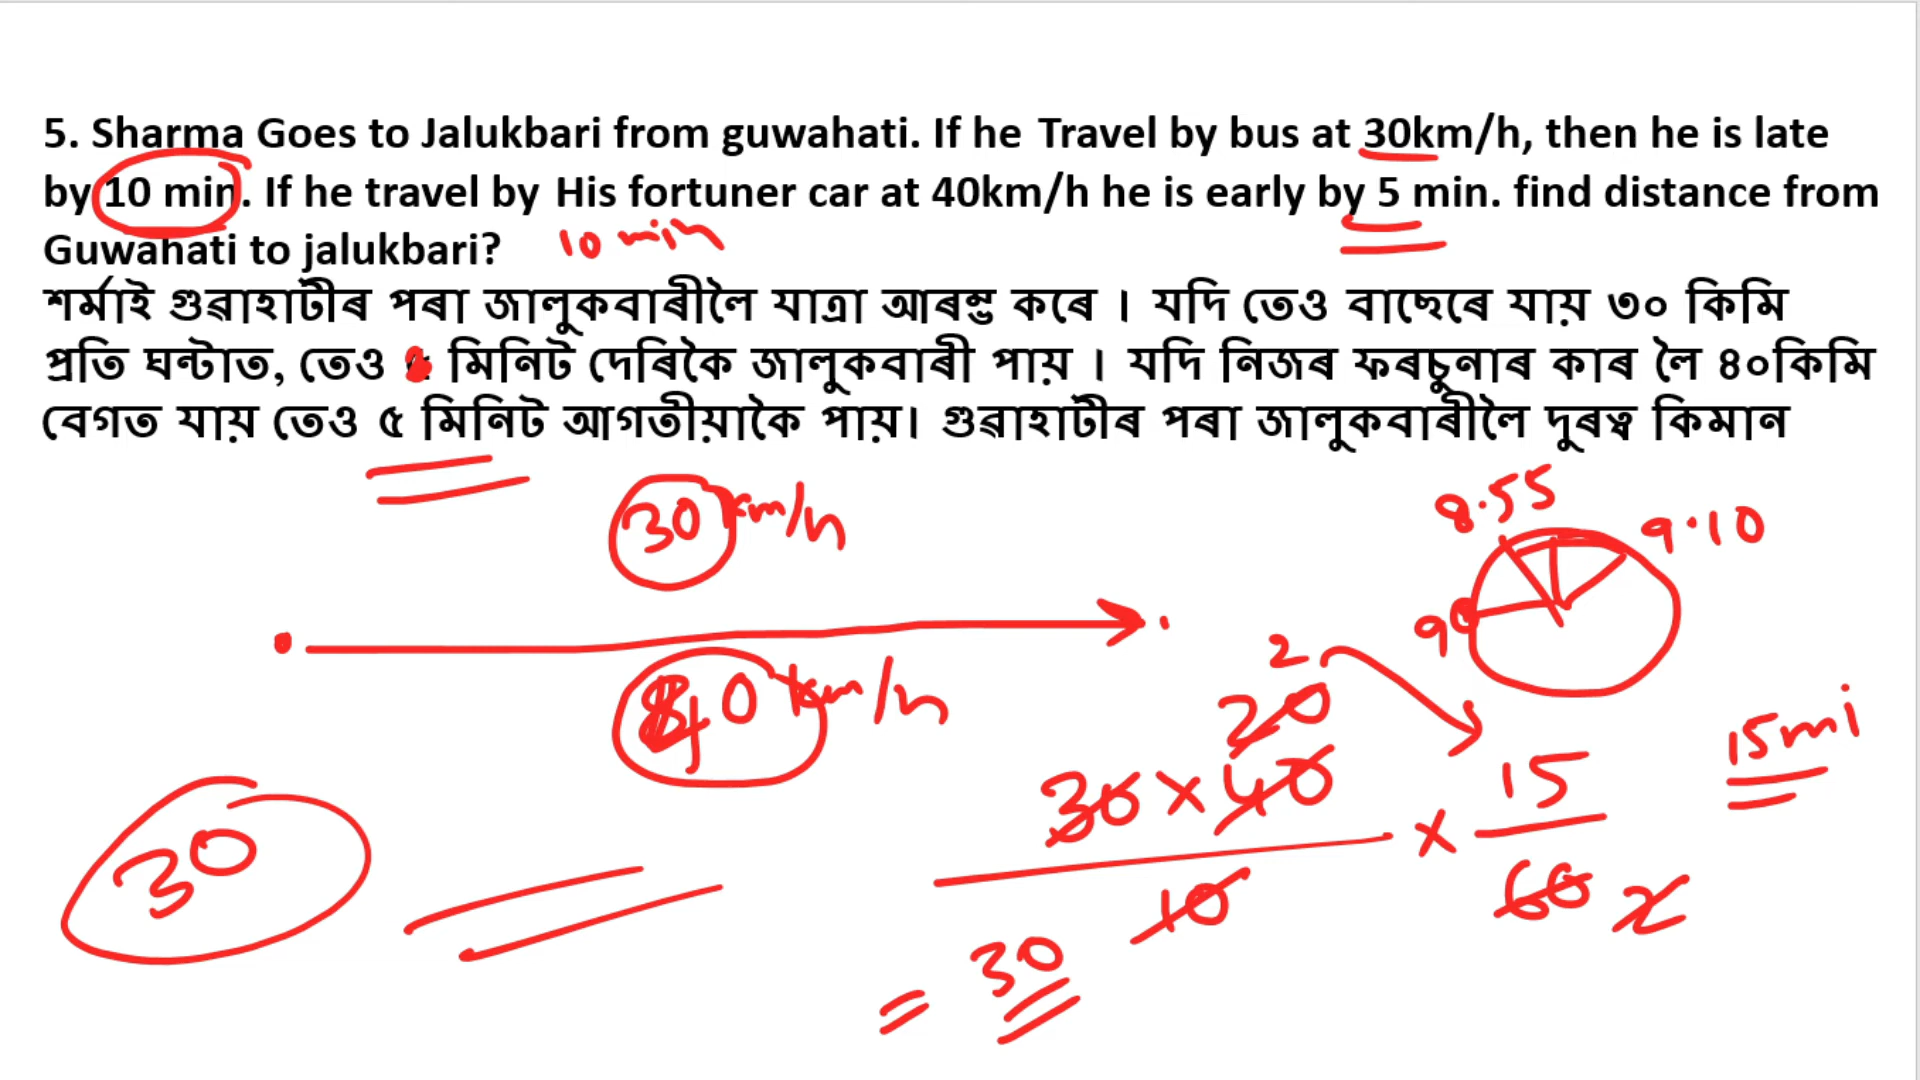 5. Sharma Goes to Jalukbari from guwahati. If he Travel by bus at 30km/h, then he is late
by 10 min. If he travel by His fortuner car at 40km/h he is early by 5 min. find distance from
Guwahati to jalukbari?
10 min
শৰ্মাই গুৱাহাটীৰ পৰা জালুকবাৰীলৈ যাত্ৰা আৰম্ভ কৰে । যদি তেও বাছেৰে যায় ৩০ কিমি
প্ৰতি ঘন্টাত, তেও মিনিট দেৰিকৈ জালুকবাৰী পায় । যদি নিজৰ ফৰচুনাৰ কাৰ লৈ ৪০কিমি
বেগত যায় তেও ৫ মিনিট আগতীয়াকৈ পায়। গুৱাহাটীৰ পৰা জালুকবাৰীলৈ দুৰত্ব কিমান
30 km/h
8.55
9.10
9
40 km/h
2
20
30 × 40 × 15
10 60 2
15 mi
= 30
30